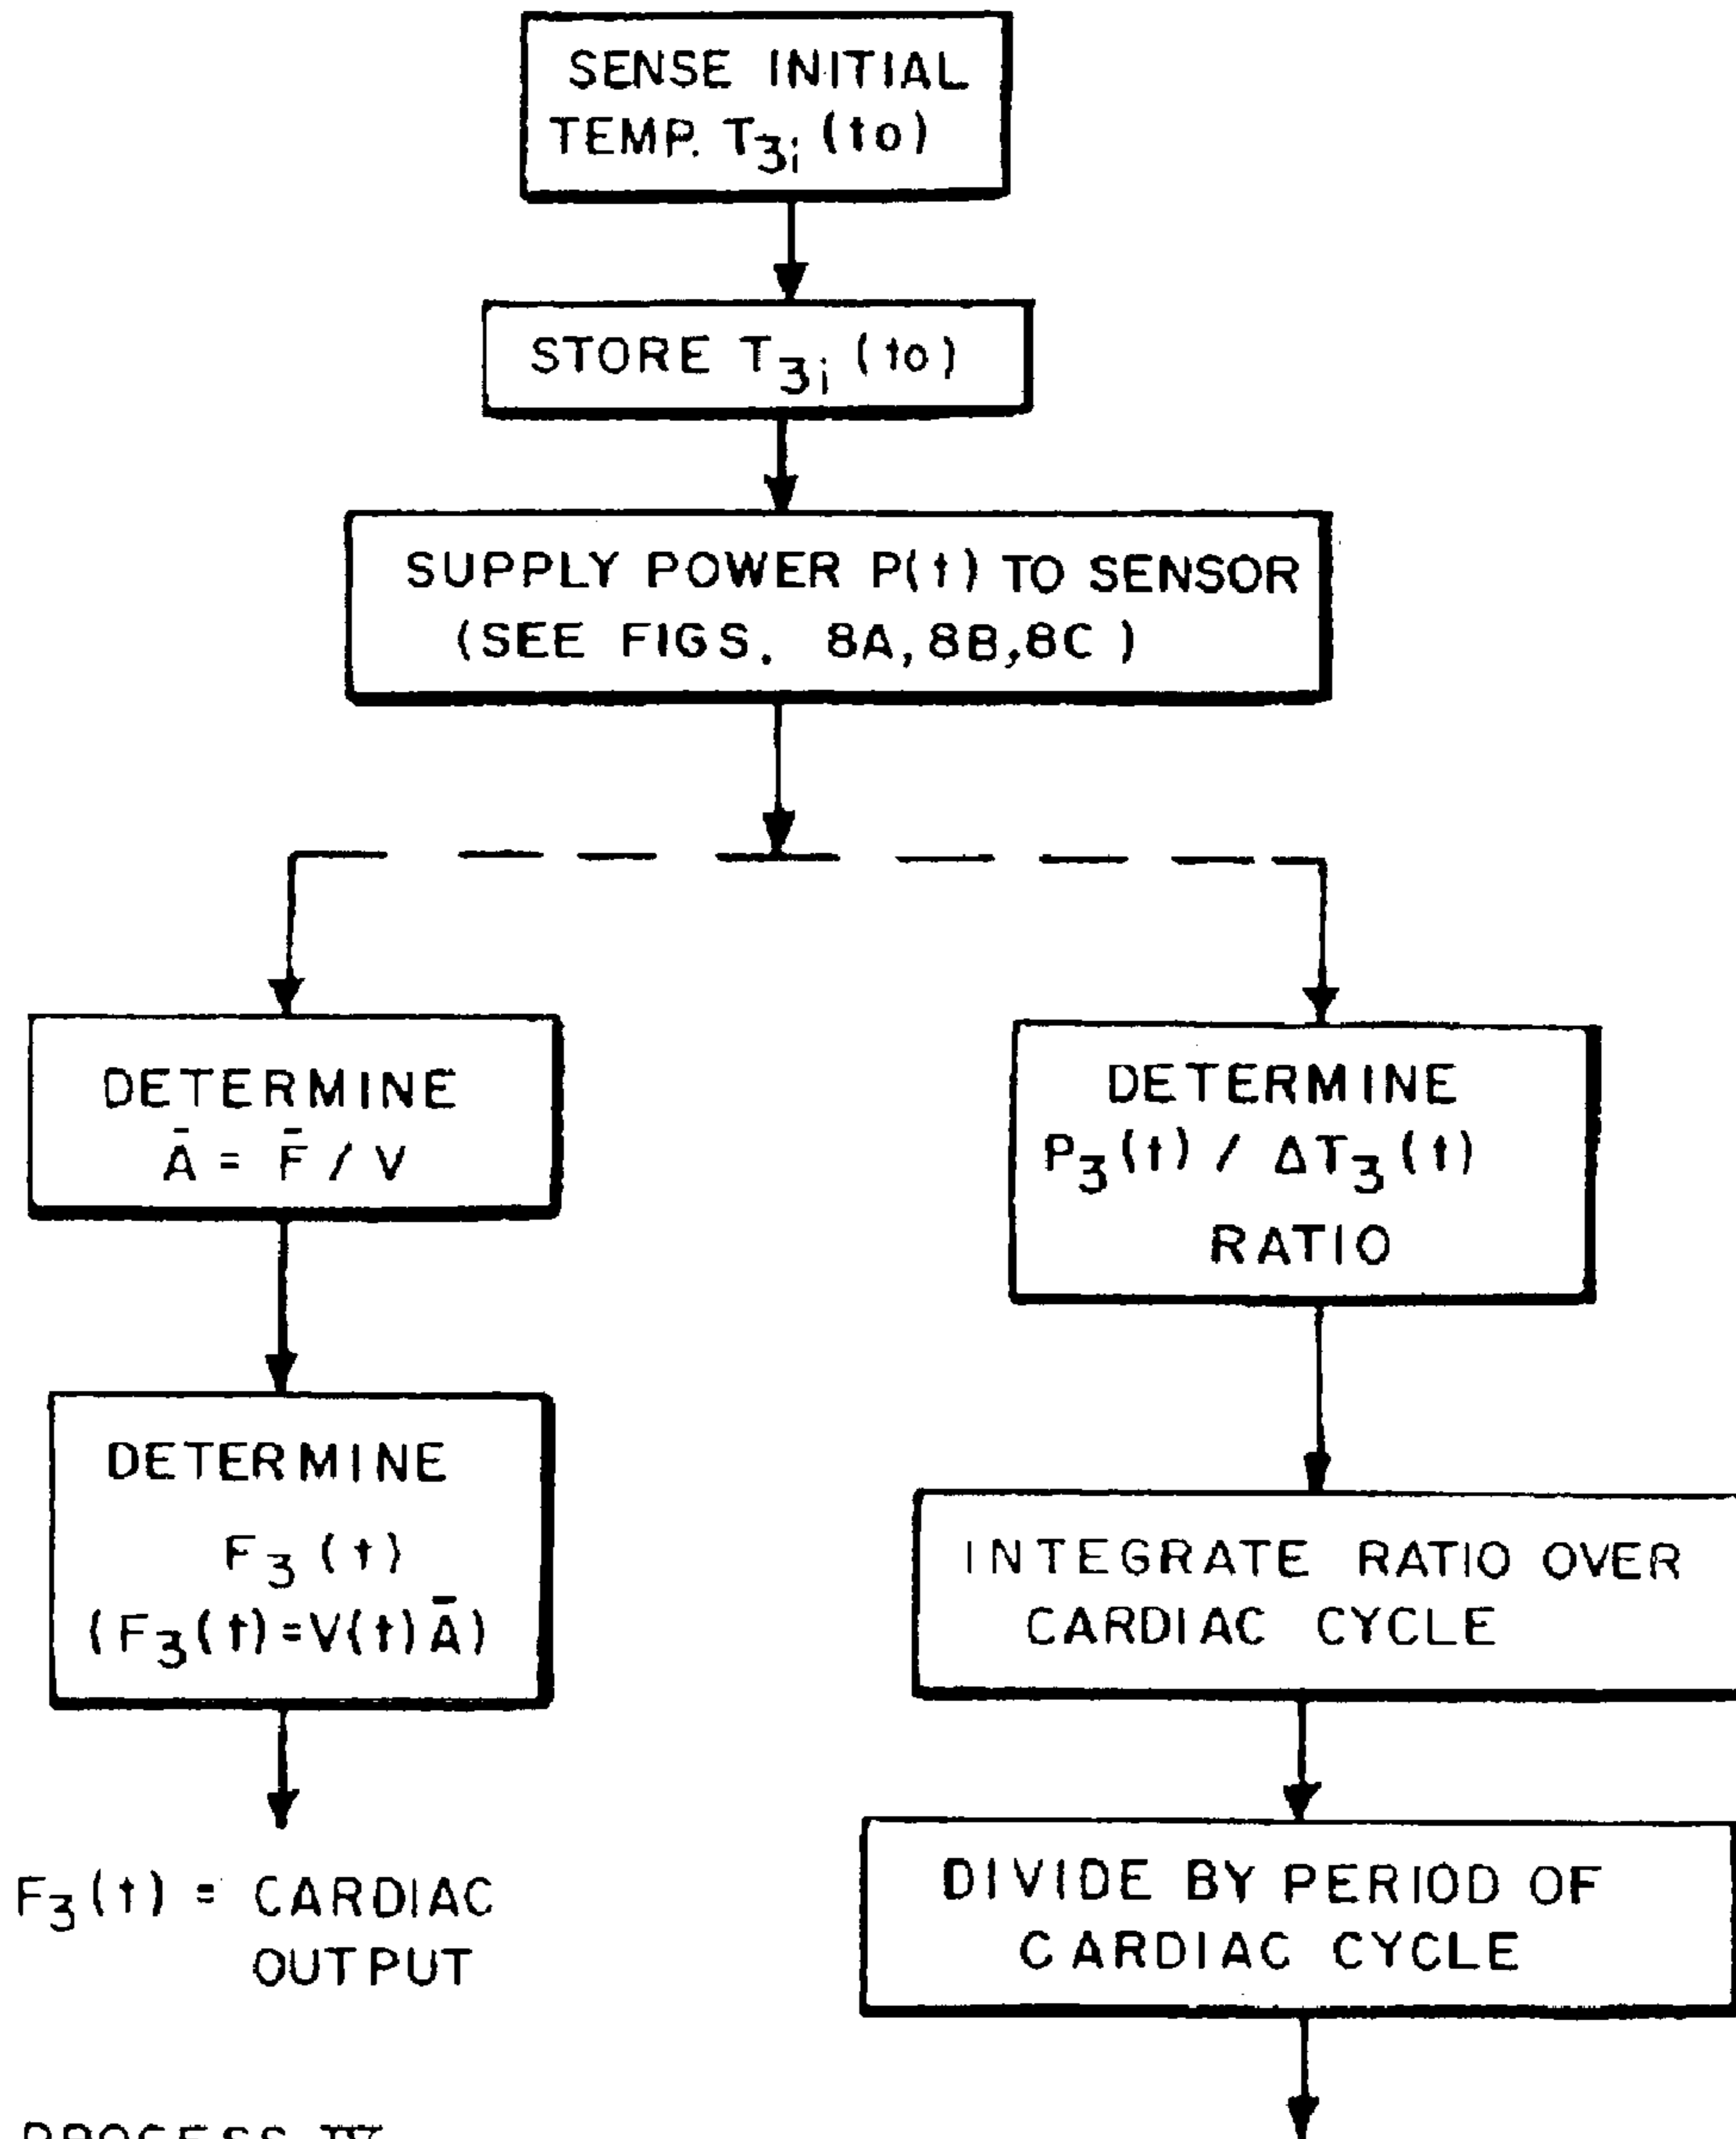 SENSE INITIAL
TEMP. T3i (to)
STORE T3i (to)
SUPPLY POWER P(t) TO SENSOR
(SEE FIGS. 8A, 8B, 8C )
DETERMINE
Ā = F̄ / V
DETERMINE
F3 (t)
(F3(t)=V(t)Ā)
F3(t) = CARDIAC
OUTPUT
DETERMINE
P3(t) / ΔT3(t)
RATIO
INTEGRATE RATIO OVER
CARDIAC CYCLE
DIVIDE BY PERIOD OF
CARDIAC CYCLE
PROCESS IV